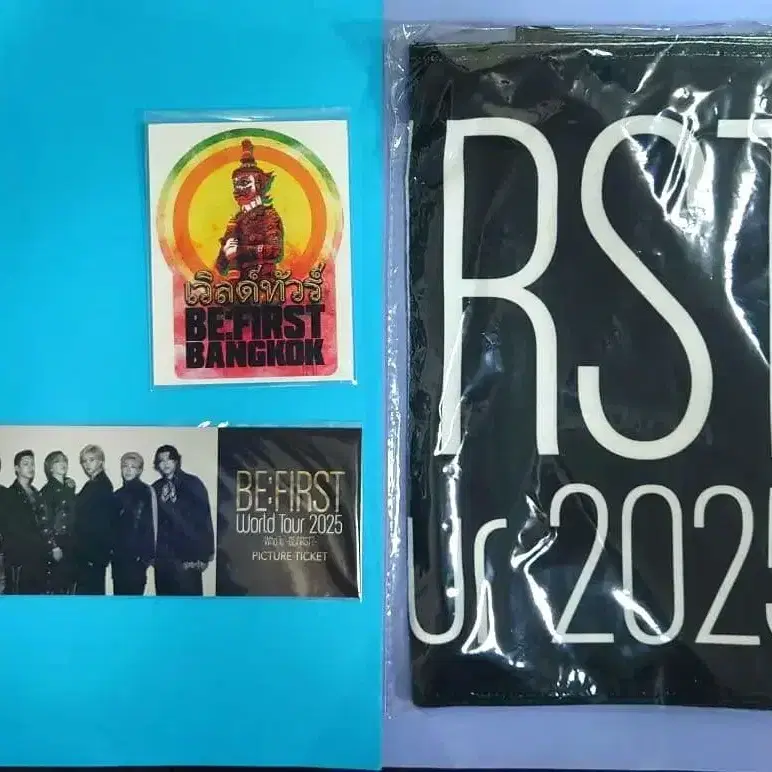 เวิลด์ทัวร์
BE:FIRST
BANGKOK
BE:FIRST
World Tour 2025
PICTURE TICKET
RST
ur 2025